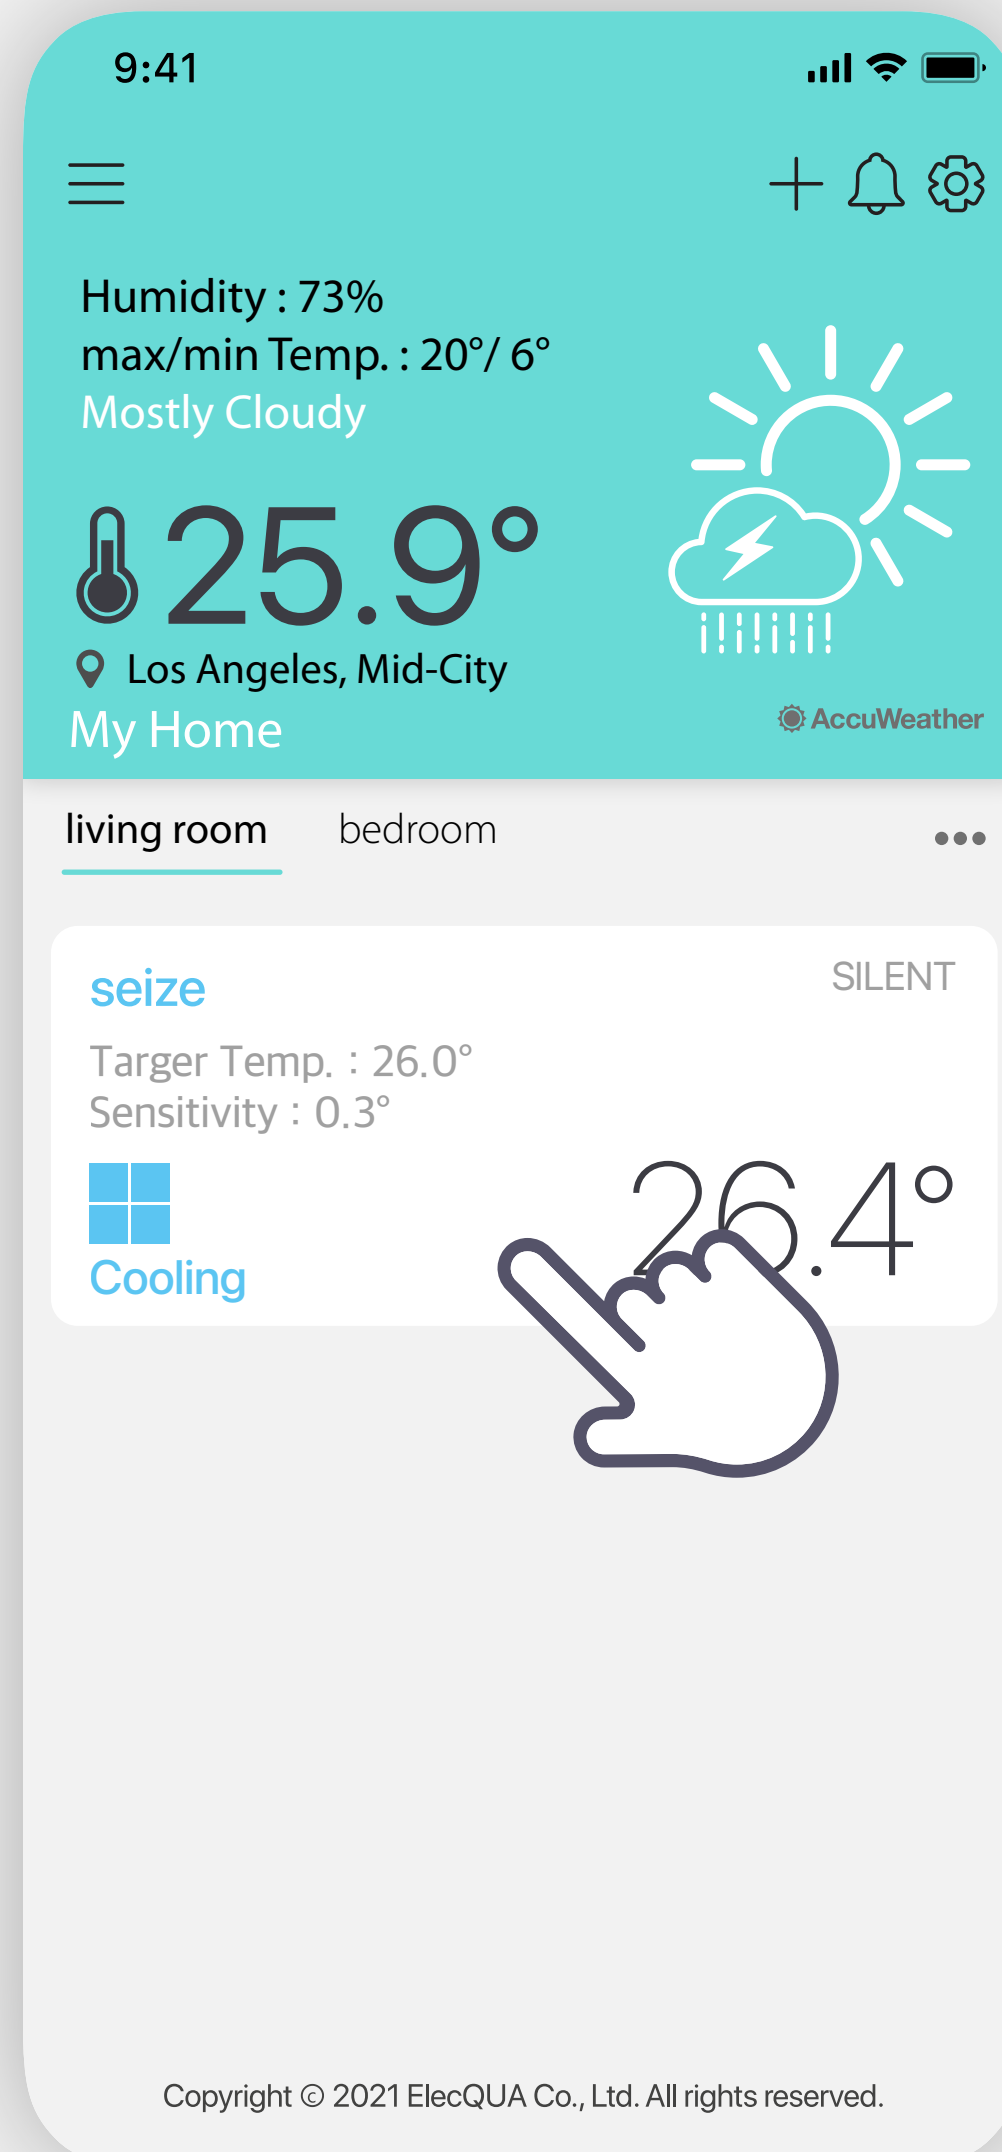 9:41
Humidity : 73%
max/min Temp. : 20°/ 6°
Mostly Cloudy
25.9°
Los Angeles, Mid-City
My Home
AccuWeather
living room
bedroom
seize
SILENT
Targer Temp. : 26.0°
Sensitivity : 0.3°
26.4°
Cooling
Copyright © 2021 ElecQUA Co., Ltd. All rights reserved.